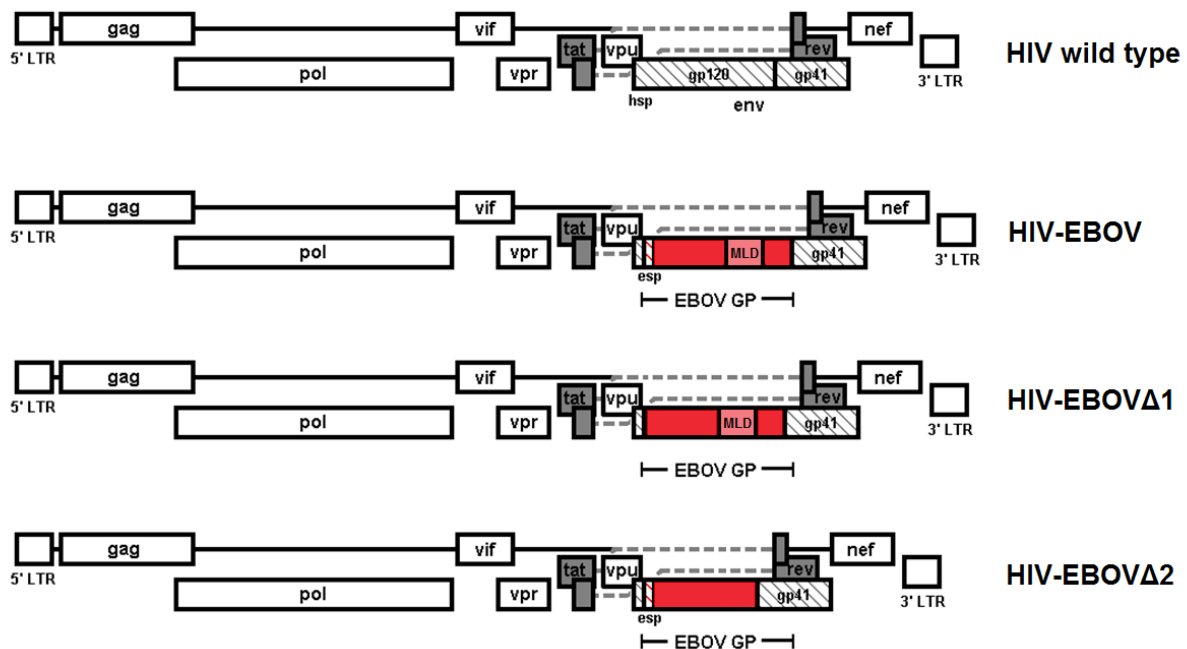 gag vif nef
5' LTR tat vpu rev HIV wild type
pol vpr gp120 gp41 3' LTR
hsp env
gag vif nef
5' LTR tat vpu rev HIV-EBOV
pol vpr MLD gp41 3' LTR
esp
EBOV GP
gag vif nef
5' LTR tat vpu rev HIV-EBOVΔ1
pol vpr MLD gp41 3' LTR
EBOV GP
gag vif nef
5' LTR tat vpu rev HIV-EBOVΔ2
pol vpr gp41 3' LTR
esp
EBOV GP